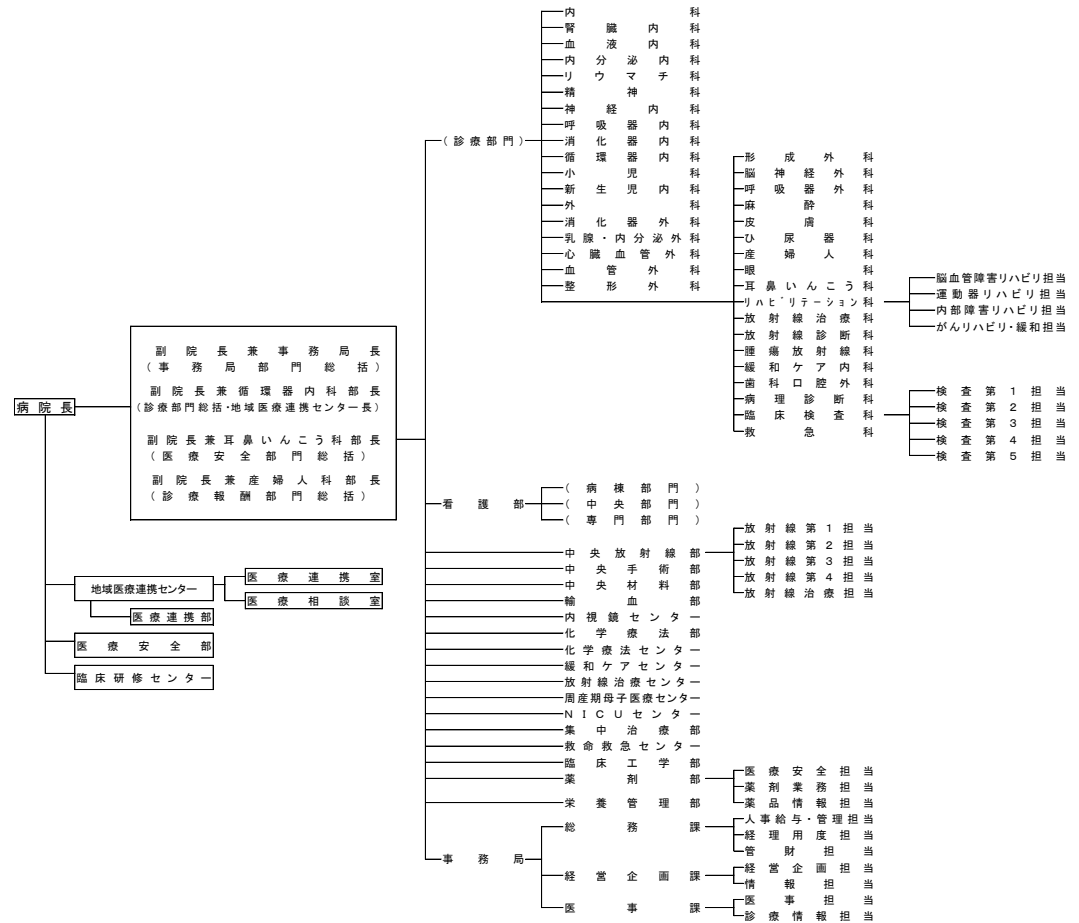 内科
腎臓内科
血液内科
内分泌内科
リウマチ科
精神科
神経内科
呼吸器内科
(診療部門)
消化器内科
循環器内科
小児科
新生児内科
外科
消化器外科
乳腺・内分泌外科
心臓血管外科
血管外科
整形外科
形成外科
脳神経外科
呼吸器外科
麻酔科
皮膚科
ひ尿器科
産婦人科
眼科
耳鼻いんこう科
リハビリテーション科
放射線治療科
放射線診断科
腫瘍放射線科
緩和ケア内科
歯科口腔外科
病理診断科
臨床検査科
救急科
脳血管障害リハビリ担当
運動器リハビリ担当
内部障害リハビリ担当
がんリハビリ・緩和担当
検査第1担当
検査第2担当
検査第3担当
検査第4担当
検査第5担当
病院長
副院長兼事務局長
(事務局部門総括)
副院長兼循環器内科部長
(診療部門総括・地域医療連携センター長)
副院長兼耳鼻いんこう科部長
(医療安全部門総括)
副院長兼産婦人科部長
(診療報酬部門総括)
看護部
(病棟部門)
(中央部門)
(専門部門)
地域医療連携センター
医療連携室
医療相談室
医療連携部
医療安全部
臨床研修センター
中央放射線部
中央手術部
中央材料部
輸血部
内視鏡センター
化学療法部
化学療法センター
緩和ケアセンター
放射線治療センター
周産期母子医療センター
NICUセンター
集中治療部
救命救急センター
臨床工学部
薬剤部
栄養管理部
放射線第1担当
放射線第2担当
放射線第3担当
放射線第4担当
放射線治療担当
医療安全担当
薬剤業務担当
薬品情報担当
事務局
総務課
経営企画課
医事課
人事給与・管理担当
経理用度担当
管財担当
経営企画担当
情報担当
医事担当
診療情報担当